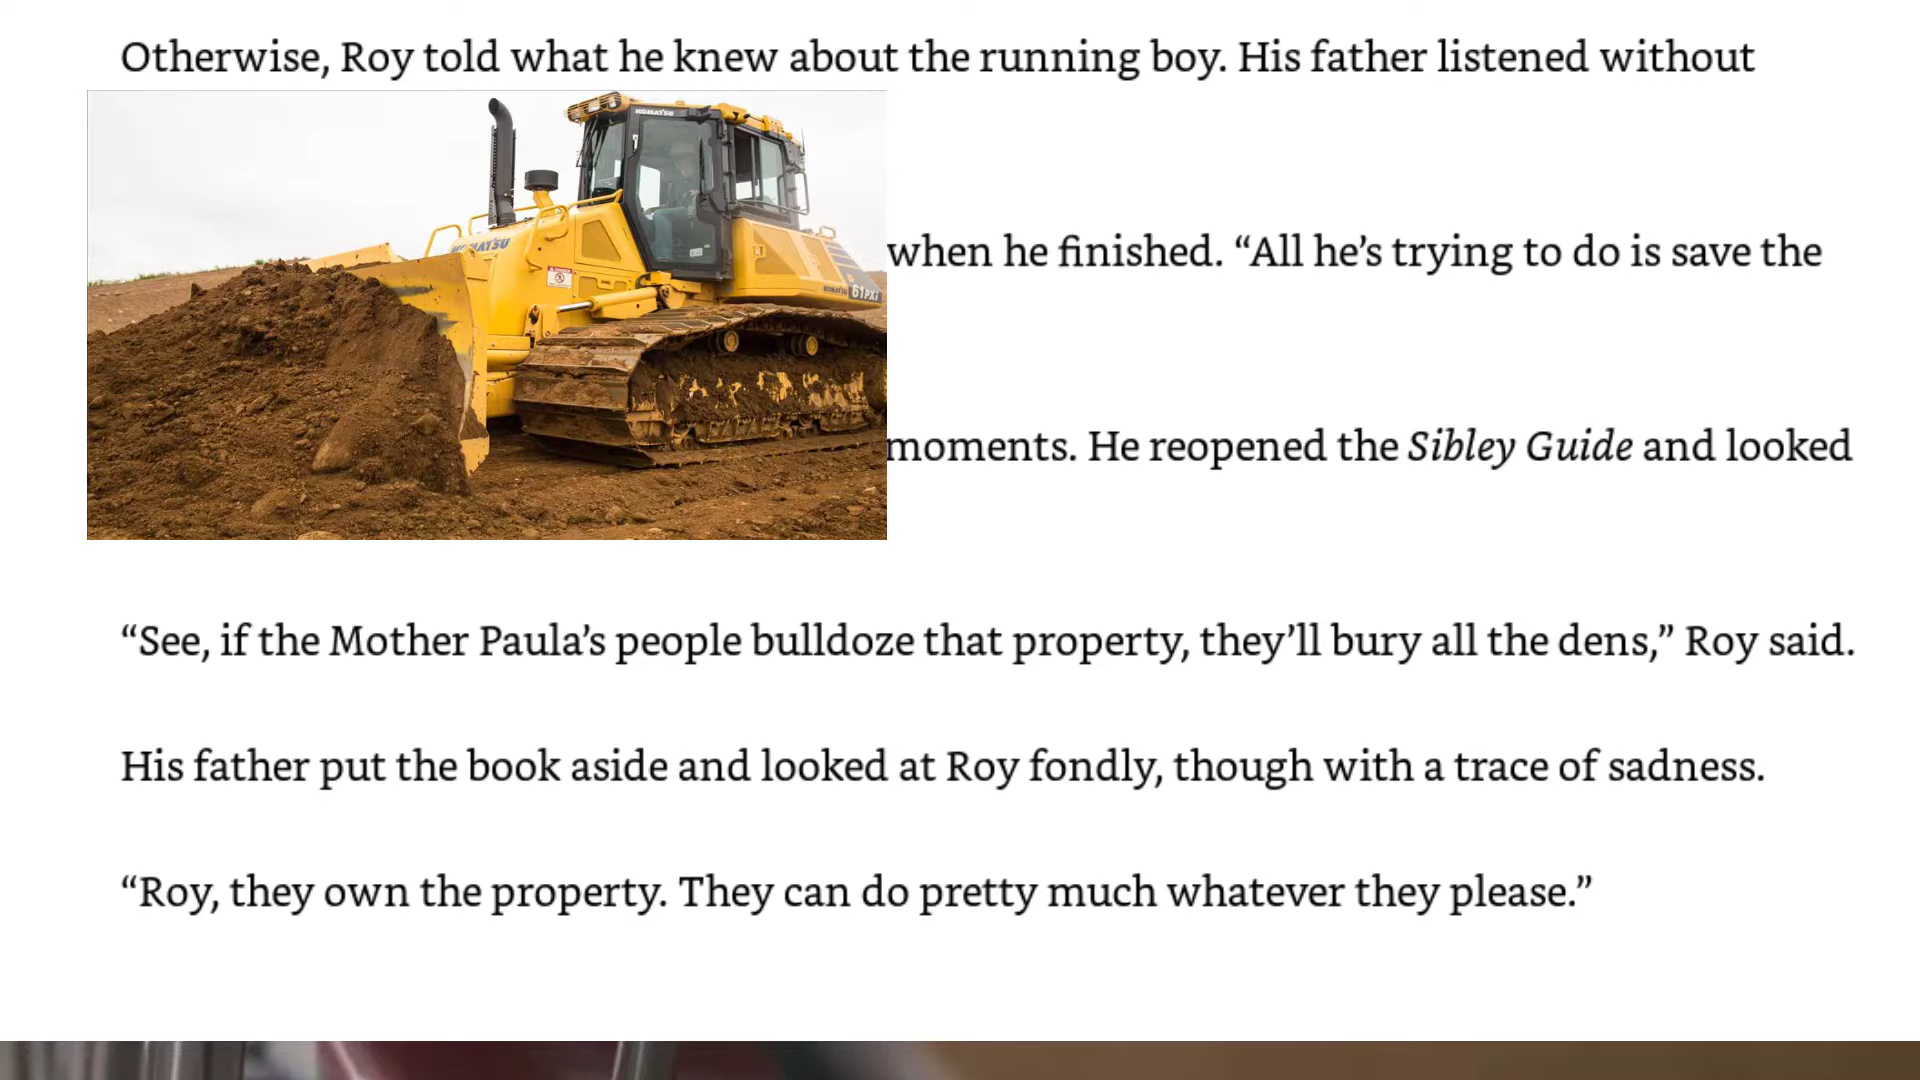 Otherwise, Roy told what he knew about the running boy. His father listened without
KOMATSU
KOMATSU
KOMATSU 61PXi
when he finished. “All he’s trying to do is save the
moments. He reopened the Sibley Guide and looked
“See, if the Mother Paula’s people bulldoze that property, they’ll bury all the dens,” Roy said.
His father put the book aside and looked at Roy fondly, though with a trace of sadness.
“Roy, they own the property. They can do pretty much whatever they please.”